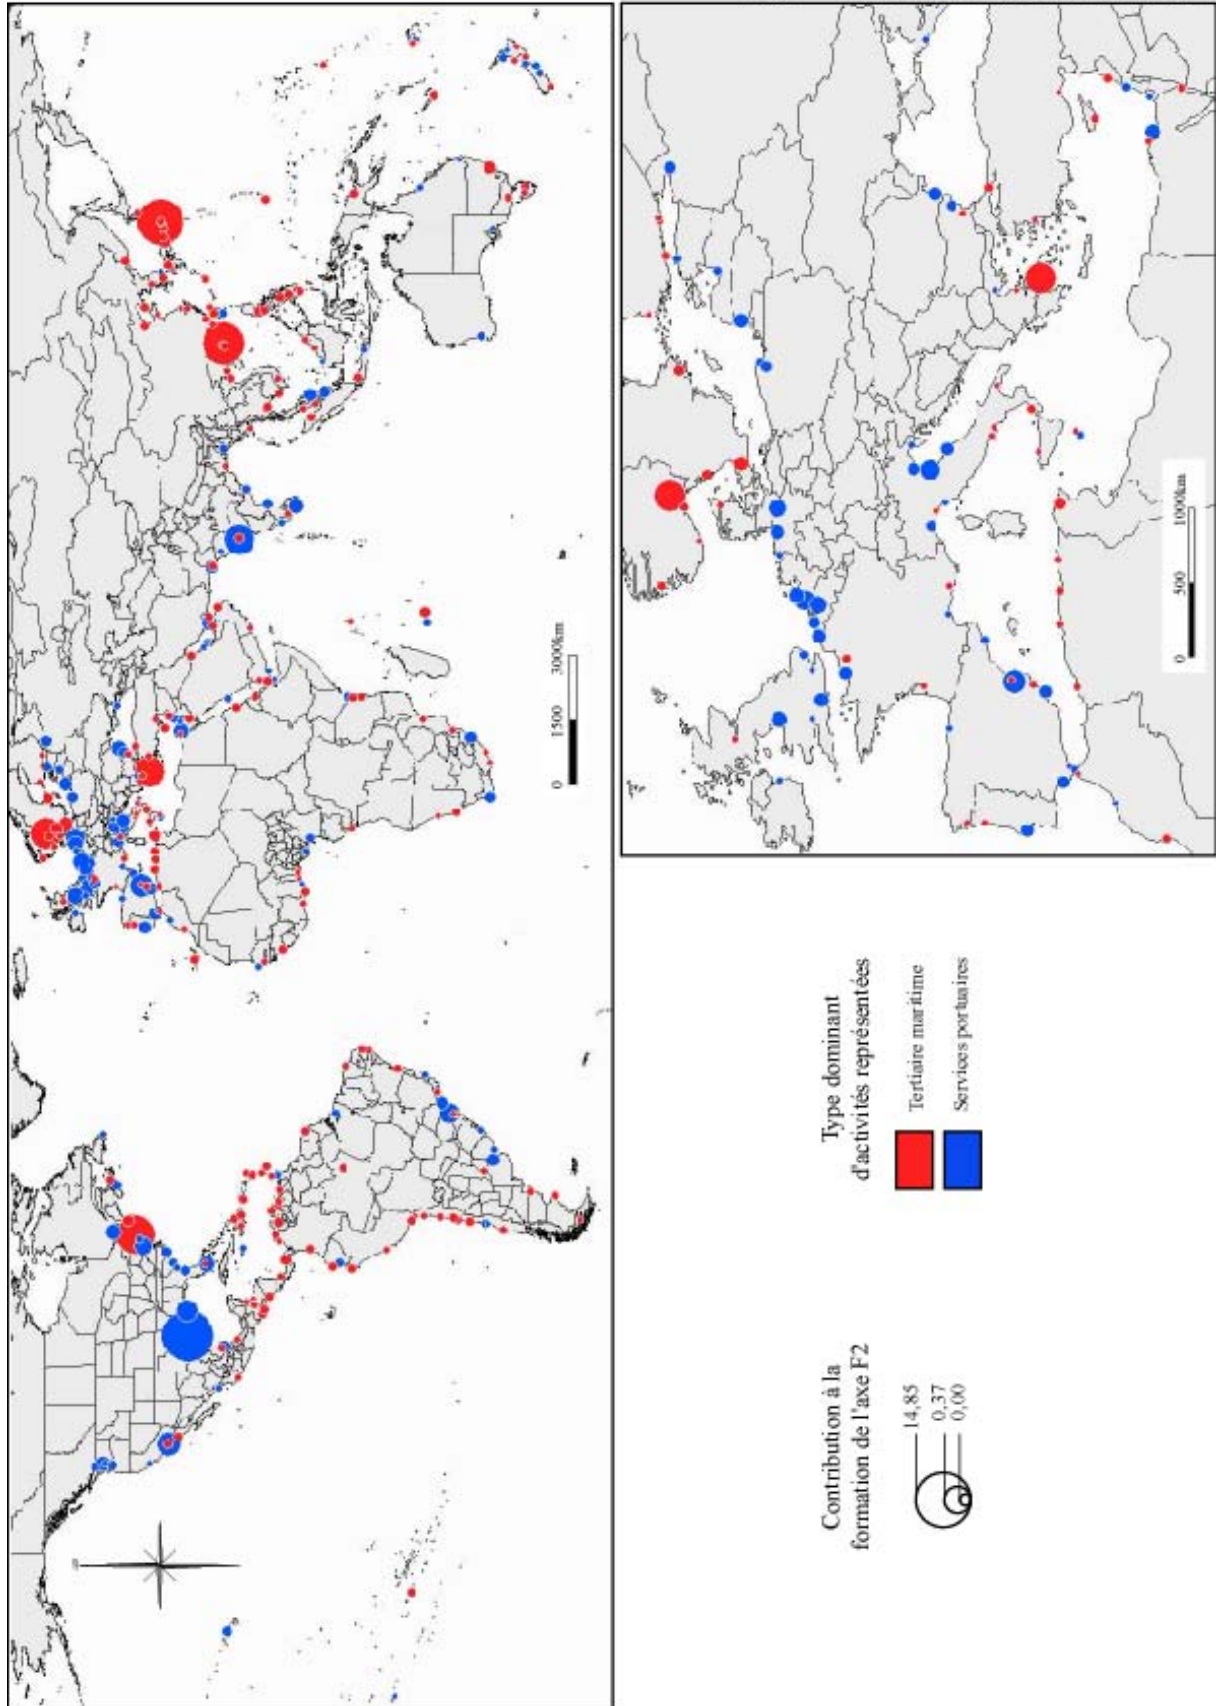 0 1500 3000km
0 500 1000km
Contribution à la
formation de l'axe F2
14,85
0,37
0,00
Type dominant
d'activités représentées
Tertiaire maritime
Services portuaires